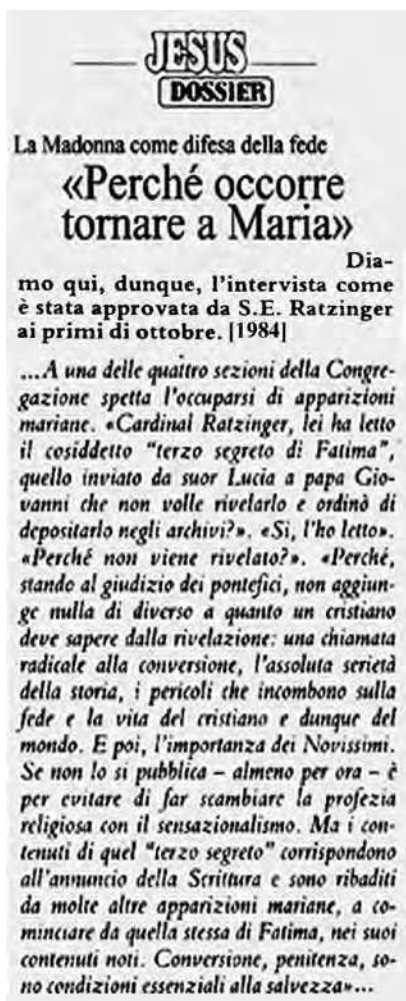 JESUS
DOSSIER
La Madonna come difesa della fede
«Perché occorre
tornare a Maria»
Dia-
mo qui, dunque, l'intervista come
è stata approvata da S.E. Ratzinger
ai primi di ottobre. [1984]
...A una delle quattro sezioni della Congre-
gazione spetta l'occuparsi di apparizioni
mariane. «Cardinal Ratzinger, lei ha letto
il cosiddetto "terzo segreto di Fatima",
quello inviato da suor Lucia a papa Gio-
vanni che non volle rivelarlo e ordinò di
depositarlo negli archivi?». «Sì, l'ho letto».
«Perché non viene rivelato?». «Perché,
stando al giudizio dei pontefici, non aggiun-
ge nulla di diverso a quanto un cristiano
deve sapere dalla rivelazione: una chiamata
radicale alla conversione, l'assoluta serietà
della storia, i pericoli che incombono sulla
fede e la vita del cristiano e dunque del
mondo. E poi, l'importanza dei Novissimi.
Se non lo si pubblica – almeno per ora – è
per evitare di far scambiare la profezia
religiosa con il sensazionalismo. Ma i con-
tenuti di quel "terzo segreto" corrispondono
all'annuncio della Scrittura e sono ribaditi
da molte altre apparizioni mariane, a co-
minciare da quella stessa di Fatima, nei suoi
contenuti noti. Conversione, penitenza, so-
no condizioni essenziali alla salvezza»...